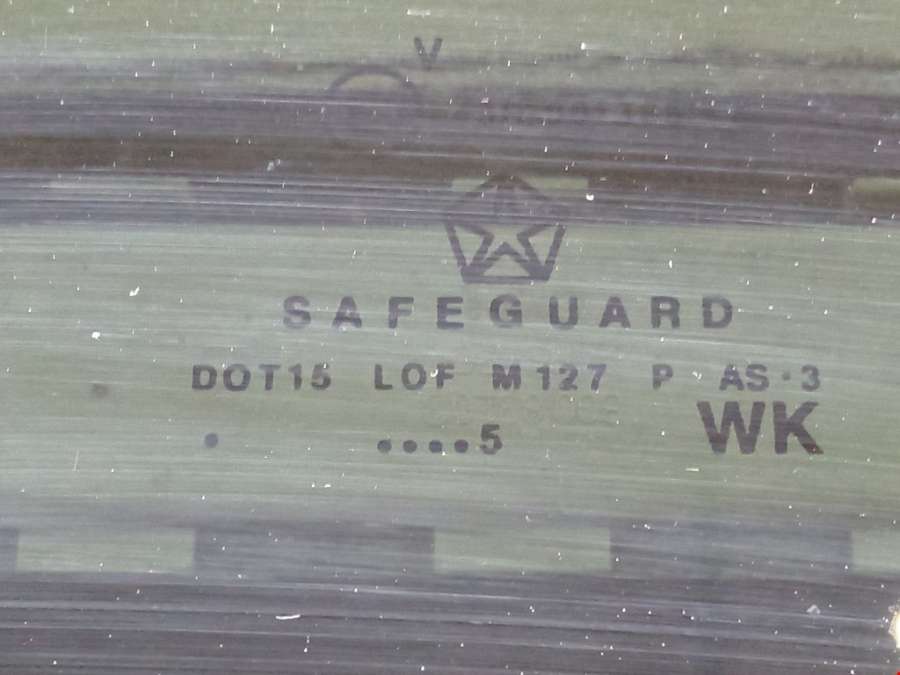 V
SAFEGUARD
DOT15 LOF M127 P AS·3
WK
• ••••5